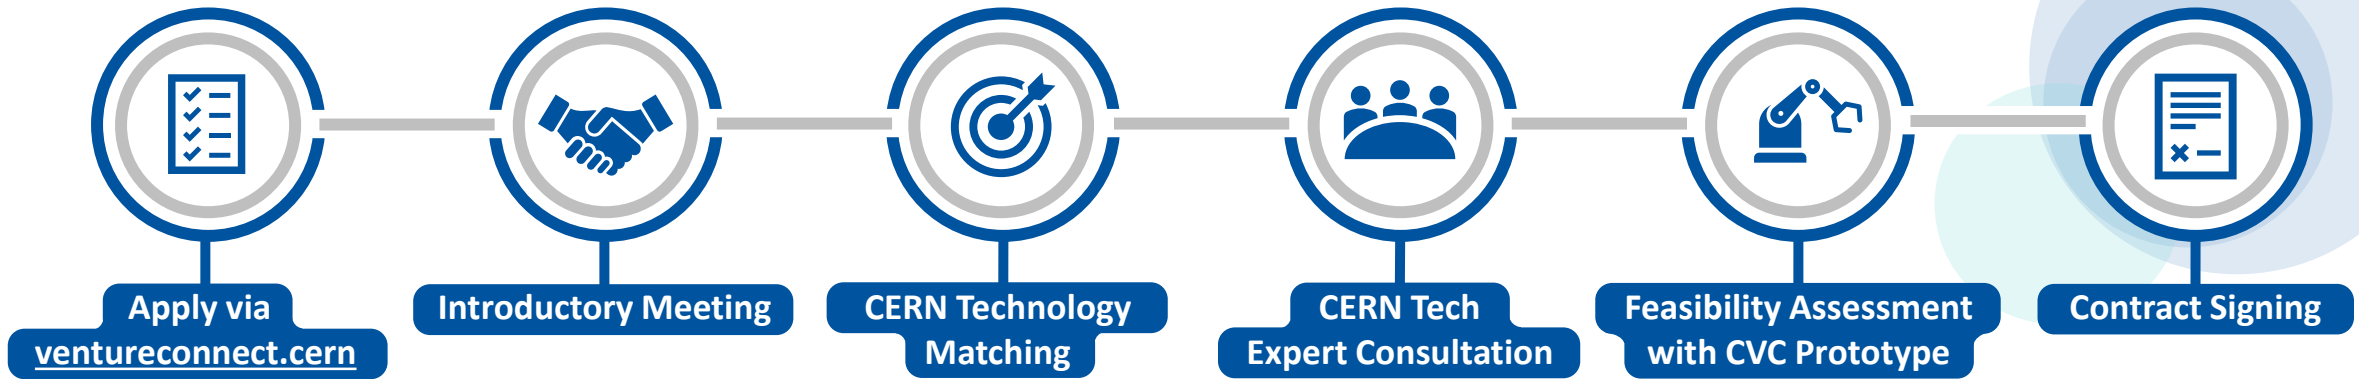 Apply via
ventureconnect.cern
Introductory Meeting
CERN Technology
Matching
CERN Tech
Expert Consultation
Feasibility Assessment
with CVC Prototype
Contract Signing